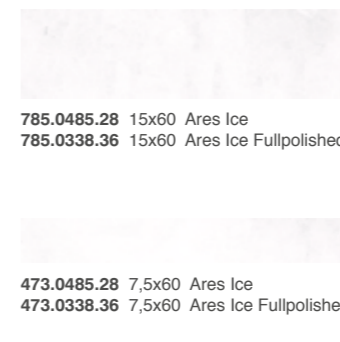 785.0485.28 15x60 Ares Ice
785.0338.36 15x60 Ares Ice Fullpolished
473.0485.28 7,5x60 Ares Ice
473.0338.36 7,5x60 Ares Ice Fullpolishe